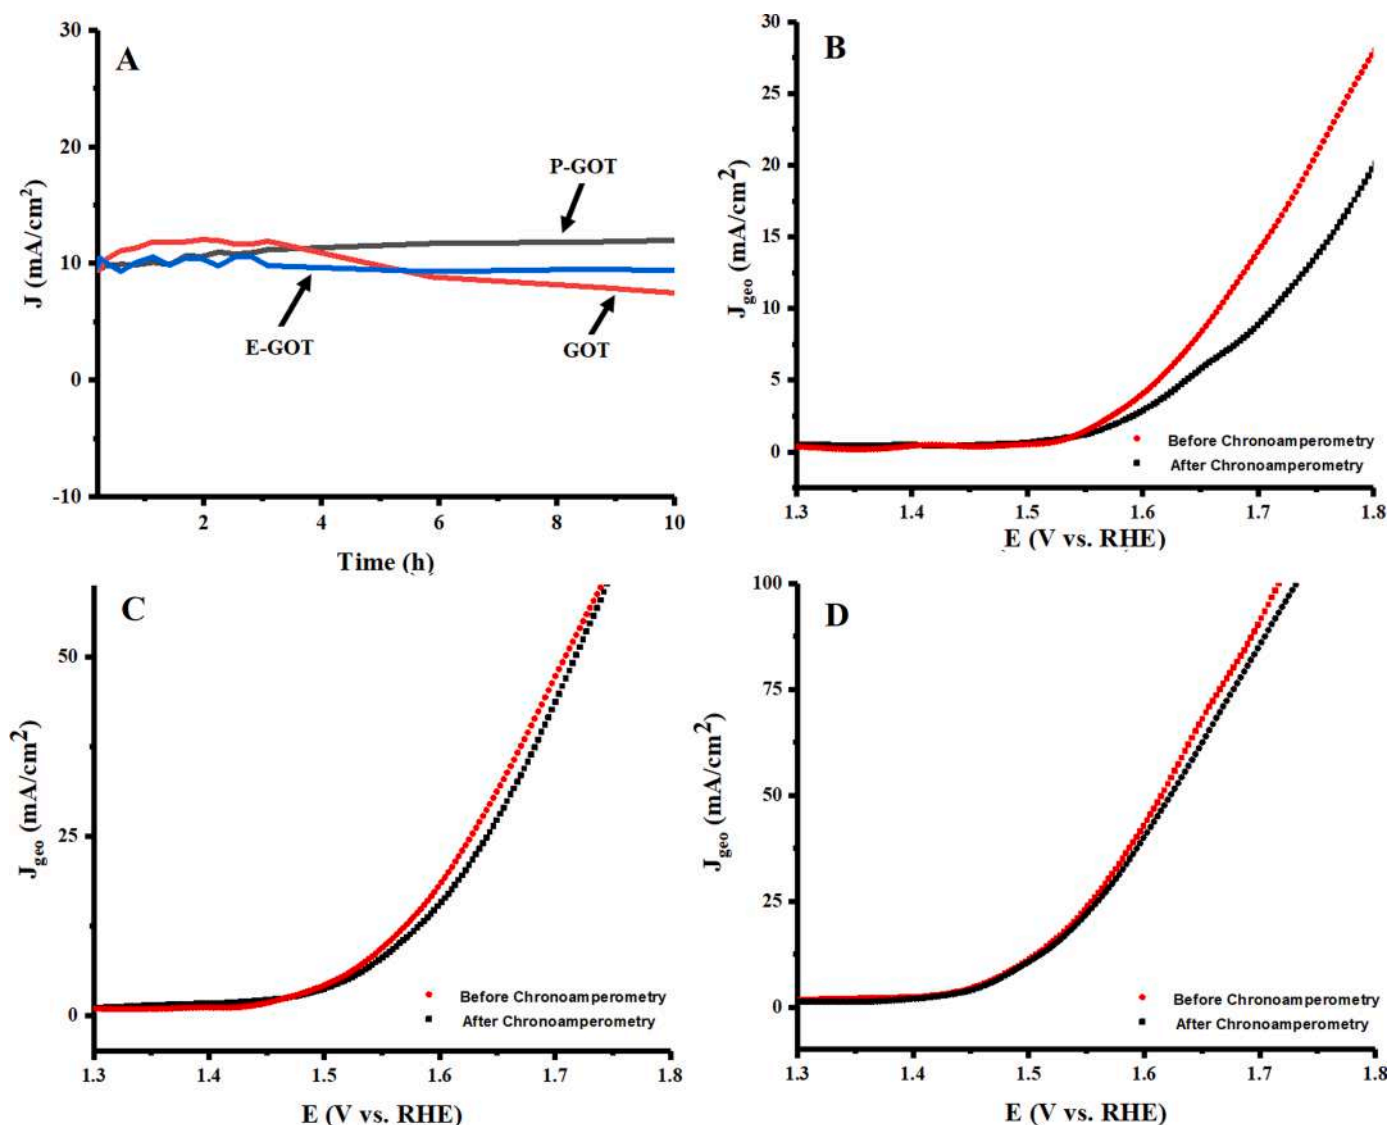 A
30
20
10
0
-10
J (mA/cm²)
P-GOT
E-GOT
GOT
2
4
6
8
10
Time (h)
B
30
25
20
15
10
5
0
J_geo (mA/cm²)
Before Chronoamperometry
After Chronoamperometry
1.3
1.4
1.5
1.6
1.7
1.8
E (V vs. RHE)
C
50
25
0
J_geo (mA/cm²)
Before Chronoamperometry
After Chronoamperometry
1.3
1.4
1.5
1.6
1.7
1.8
E (V vs. RHE)
D
100
75
50
25
0
J_geo (mA/cm²)
Before Chronoamperometry
After Chronoamperometry
1.3
1.4
1.5
1.6
1.7
1.8
E (V vs. RHE)